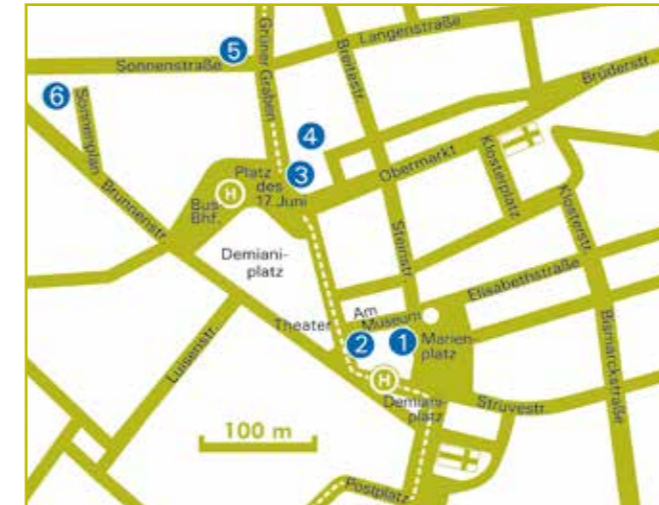 Langenstraße
Grüner Graben
Breitestr.
Sonnenstraße
5
Brüderstr.
6
Sonnenplan
4
Obermarkt
Klosterplatz
3
Platz
des
17. Juni
H
Bus-
Bhf.
Brunnenstr.
Steinstr.
Klosterstr.
Demiani-
platz
Elisabethstraße
Am
Museum
Theater
2
1
Marien-
platz
Bismarckstraße
Luisenstr.
H
Demiani-
platz
Struvestr.
100 m
Postplatz